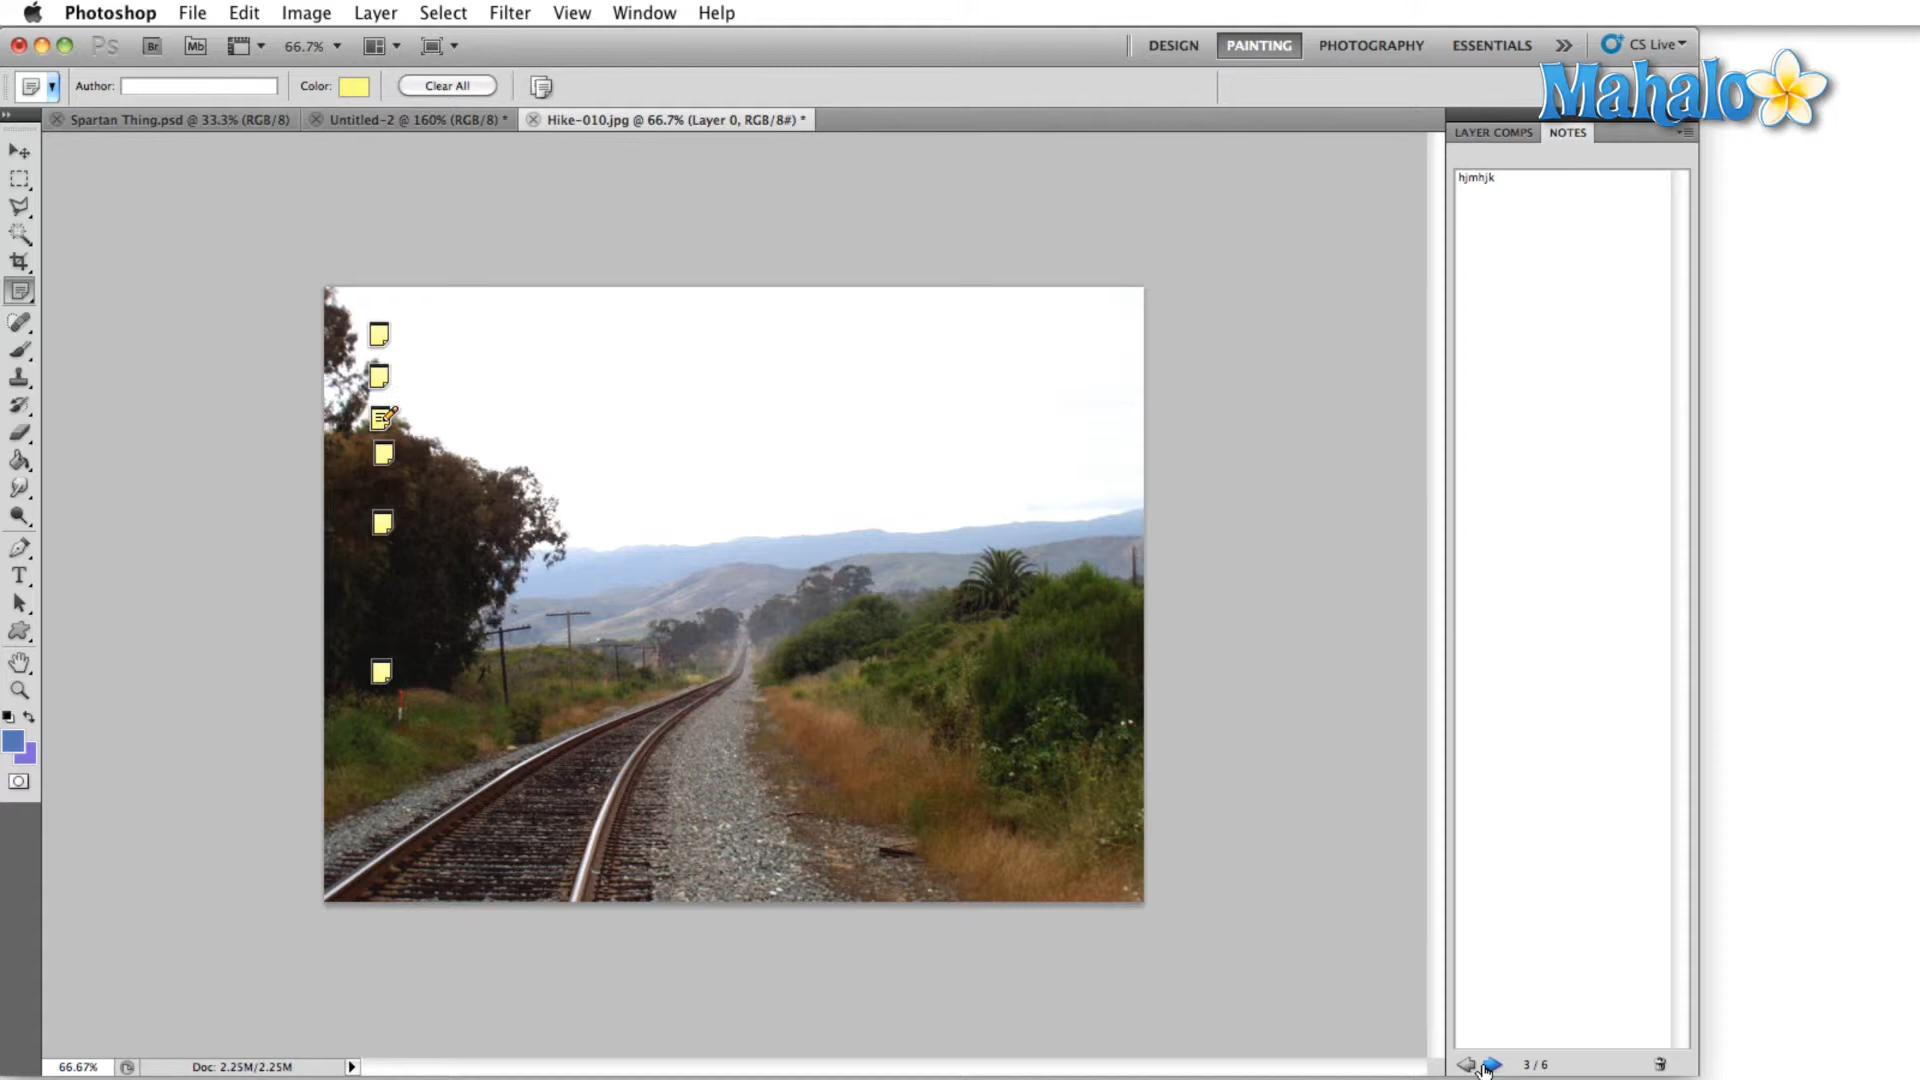 Photoshop File Edit Image Layer Select Filter View Window Help
Ps Br Mb 66.7% DESIGN PAINTING PHOTOGRAPHY ESSENTIALS CS Live
Mahalo
Author: Color: Clear All
Spartan Thing.psd @ 33.3% (RGB/8) Untitled-2 @ 160% (RGB/8) * Hike-010.jpg @ 66.7% (Layer 0, RGB/8#) *
LAYER COMPS NOTES
hjmhjk
T
66.67% Doc: 2.25M/2.25M 3 / 6